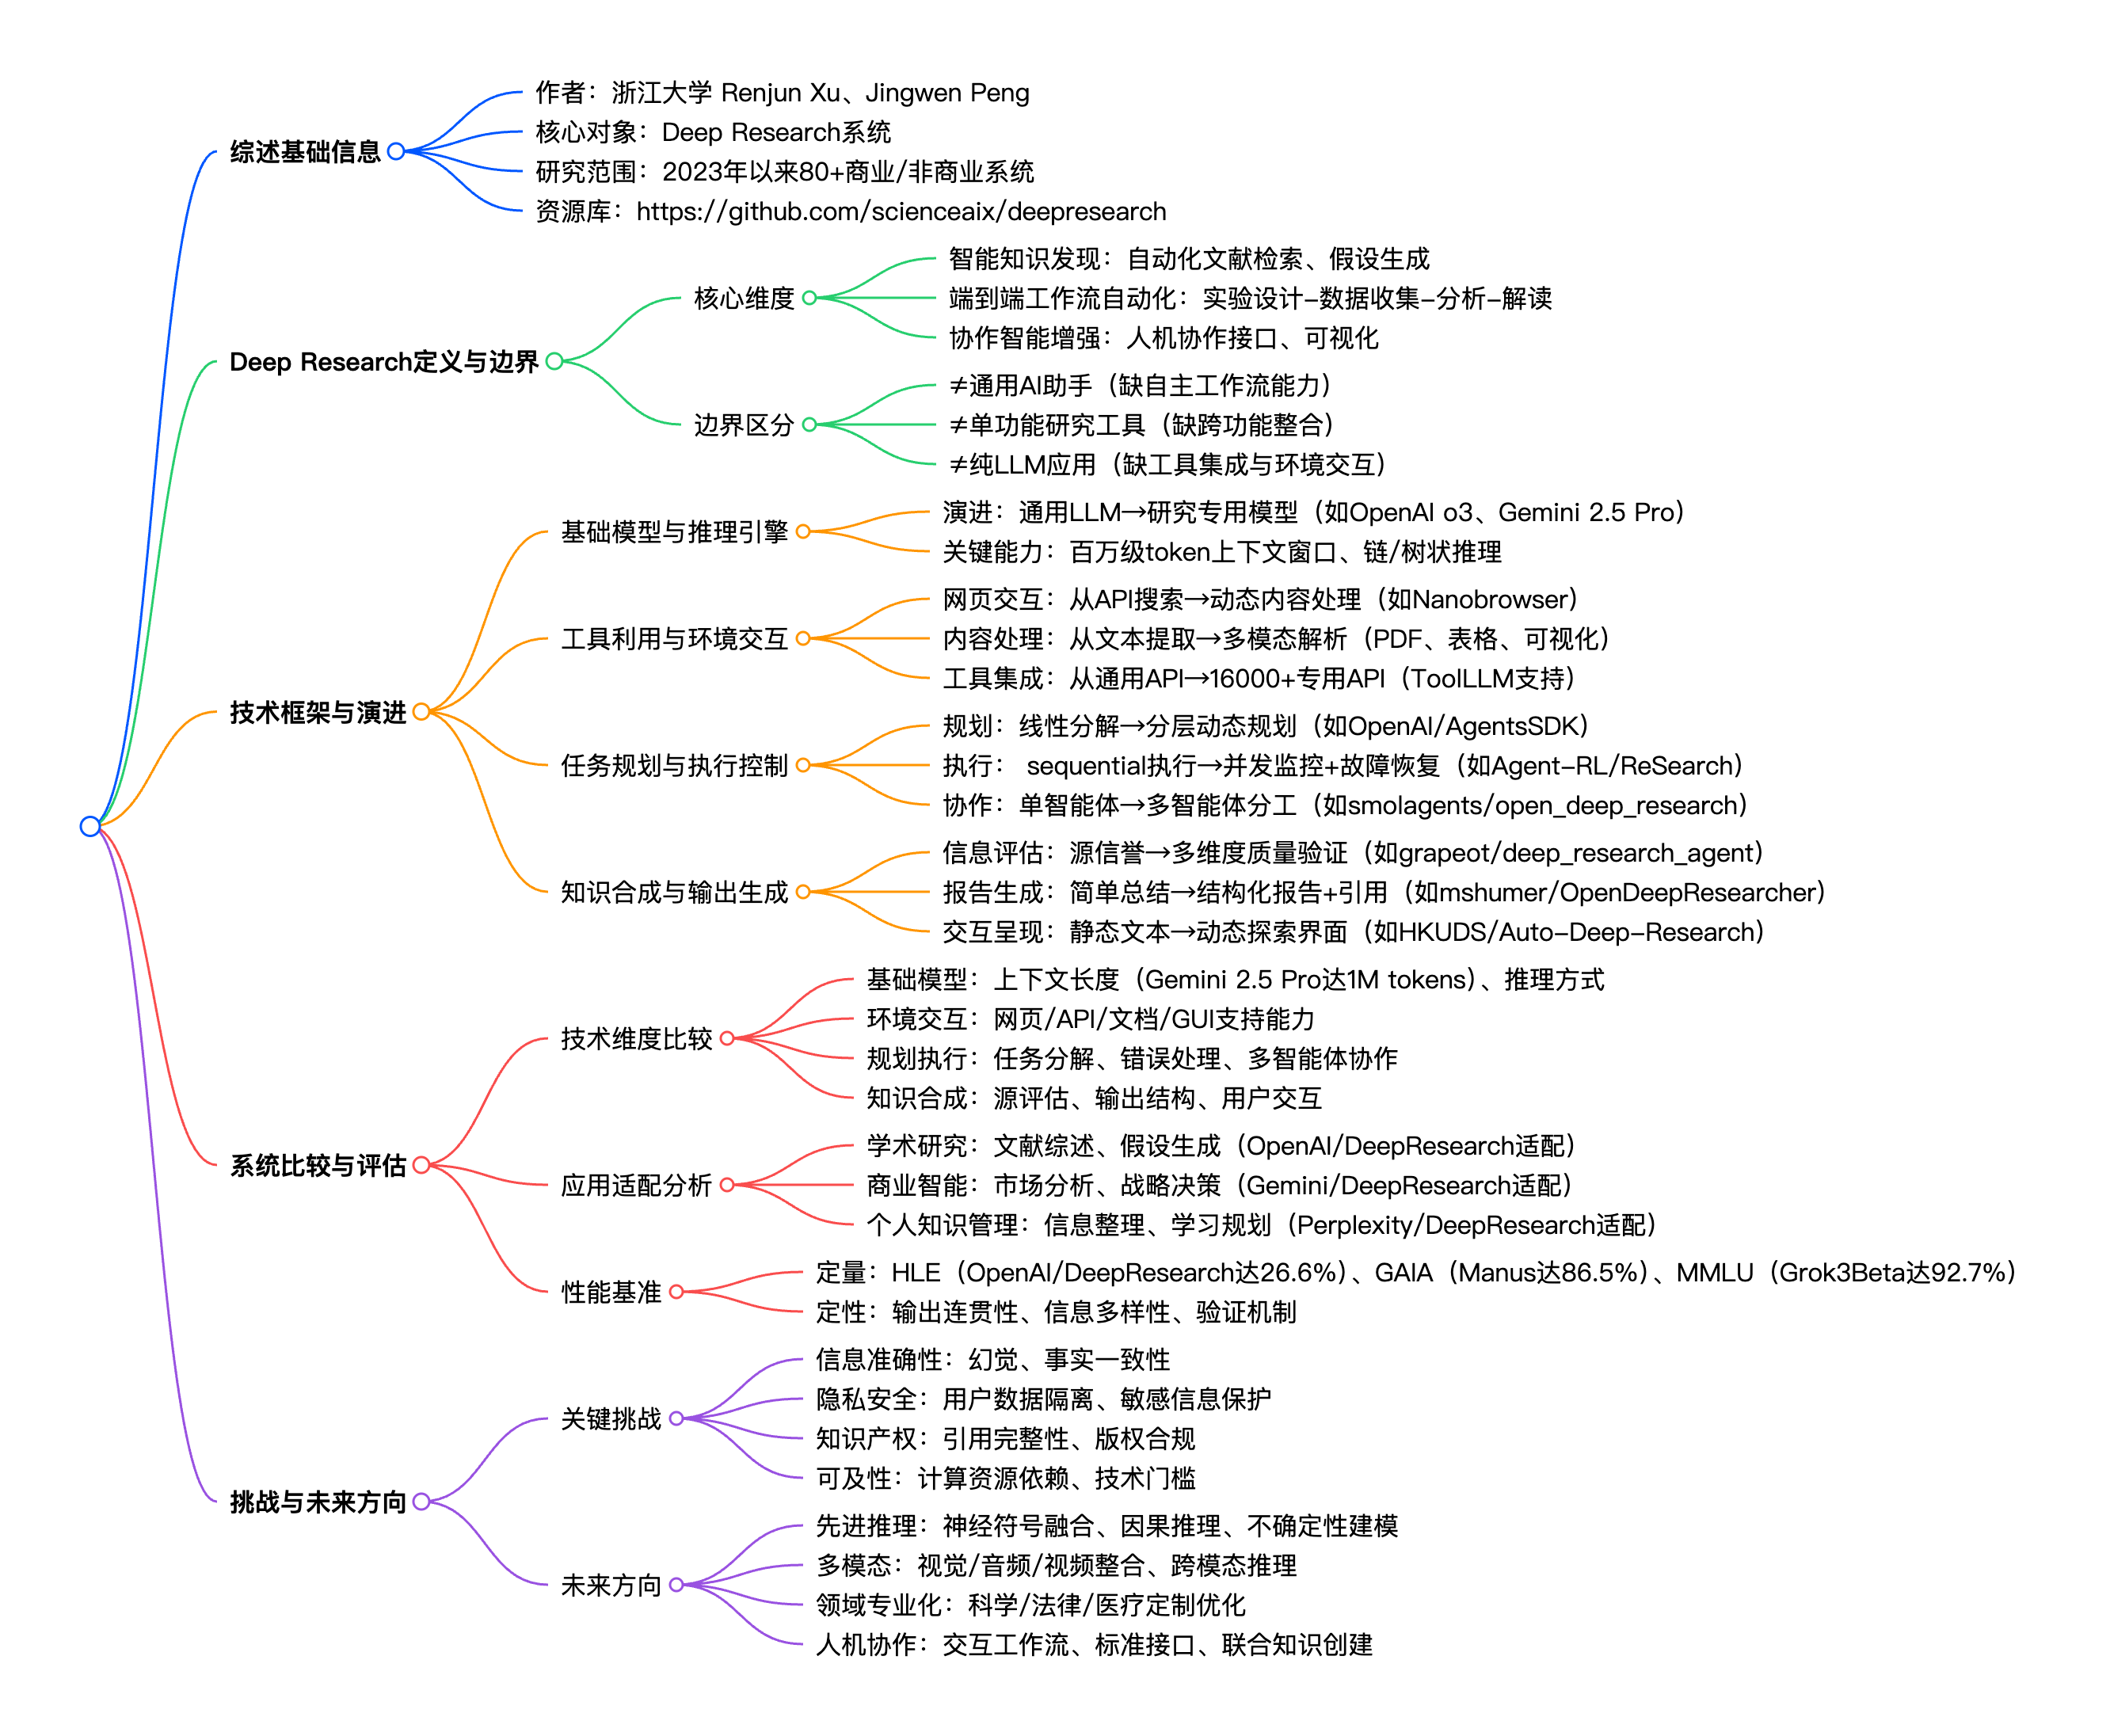 综述基础信息
作者：浙江大学 Renjun Xu、Jingwen Peng
核心对象：Deep Research系统
研究范围：2023年以来80+商业/非商业系统
资源库：https://github.com/scienceaix/deepresearch
Deep Research定义与边界
核心维度
智能知识发现：自动化文献检索、假设生成
端到端工作流自动化：实验设计-数据收集-分析-解读
协作智能增强：人机协作接口、可视化
边界区分
≠通用AI助手（缺自主工作流能力）
≠单功能研究工具（缺跨功能整合）
≠纯LLM应用（缺工具集成与环境交互）
技术框架与演进
基础模型与推理引擎
演进：通用LLM→研究专用模型（如OpenAI o3、Gemini 2.5 Pro）
关键能力：百万级token上下文窗口、链/树状推理
工具利用与环境交互
网页交互：从API搜索→动态内容处理（如Nanobrowser）
内容处理：从文本提取→多模态解析（PDF、表格、可视化）
工具集成：从通用API→16000+专用API（ToolLLM支持）
任务规划与执行控制
规划：线性分解→分层动态规划（如OpenAI/AgentsSDK）
执行： sequential执行→并发监控+故障恢复（如Agent-RL/ReSearch）
协作：单智能体→多智能体分工（如smolagents/open_deep_research）
知识合成与输出生成
信息评估：源信誉→多维度质量验证（如grapeot/deep_research_agent）
报告生成：简单总结→结构化报告+引用（如mshumer/OpenDeepResearcher）
交互呈现：静态文本→动态探索界面（如HKUDS/Auto-Deep-Research）
系统比较与评估
技术维度比较
基础模型：上下文长度（Gemini 2.5 Pro达1M tokens）、推理方式
环境交互：网页/API/文档/GUI支持能力
规划执行：任务分解、错误处理、多智能体协作
知识合成：源评估、输出结构、用户交互
应用适配分析
学术研究：文献综述、假设生成（OpenAI/DeepResearch适配）
商业智能：市场分析、战略决策（Gemini/DeepResearch适配）
个人知识管理：信息整理、学习规划（Perplexity/DeepResearch适配）
性能基准
定量：HLE（OpenAI/DeepResearch达26.6%）、GAIA（Manus达86.5%）、MMLU（Grok3Beta达92.7%）
定性：输出连贯性、信息多样性、验证机制
挑战与未来方向
关键挑战
信息准确性：幻觉、事实一致性
隐私安全：用户数据隔离、敏感信息保护
知识产权：引用完整性、版权合规
可及性：计算资源依赖、技术门槛
未来方向
先进推理：神经符号融合、因果推理、不确定性建模
多模态：视觉/音频/视频整合、跨模态推理
领域专业化：科学/法律/医疗定制优化
人机协作：交互工作流、标准接口、联合知识创建